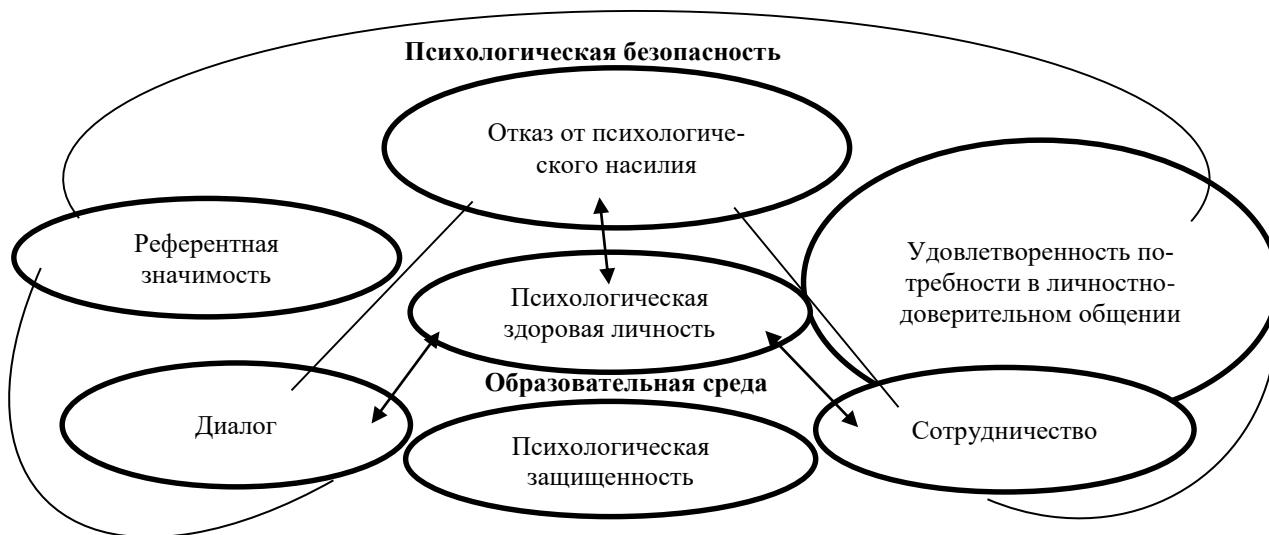 Психологическая безопасность
Отказ от психологиче-
ского насилия
Референтная
значимость
Удовлетворенность по-
требности в личностно-
доверительном общении
Психологическая
здоровая личность
Образовательная среда
Диалог
Психологическая
защищенность
Сотрудничество